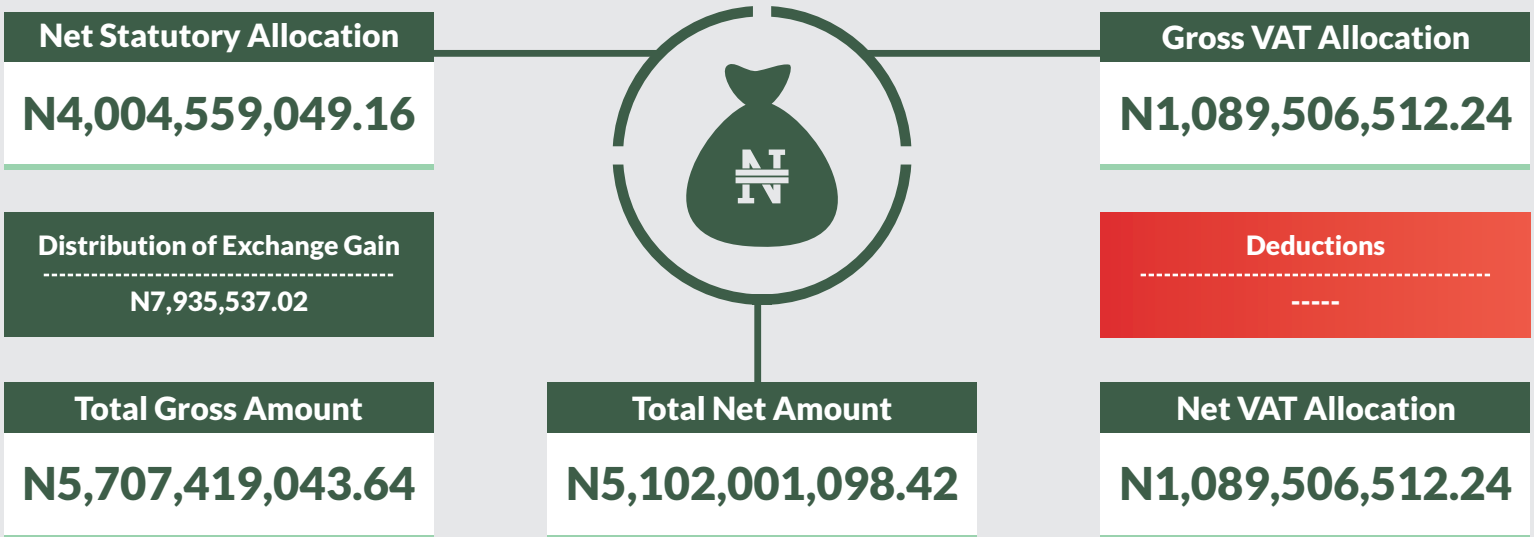 Net Statutory Allocation
N4,004,559,049.16
Gross VAT Allocation
N1,089,506,512.24
₦
Distribution of Exchange Gain
----------------------------------------
N7,935,537.02
Deductions
----------------------------------------
-----
Total Gross Amount
N5,707,419,043.64
Total Net Amount
N5,102,001,098.42
Net VAT Allocation
N1,089,506,512.24